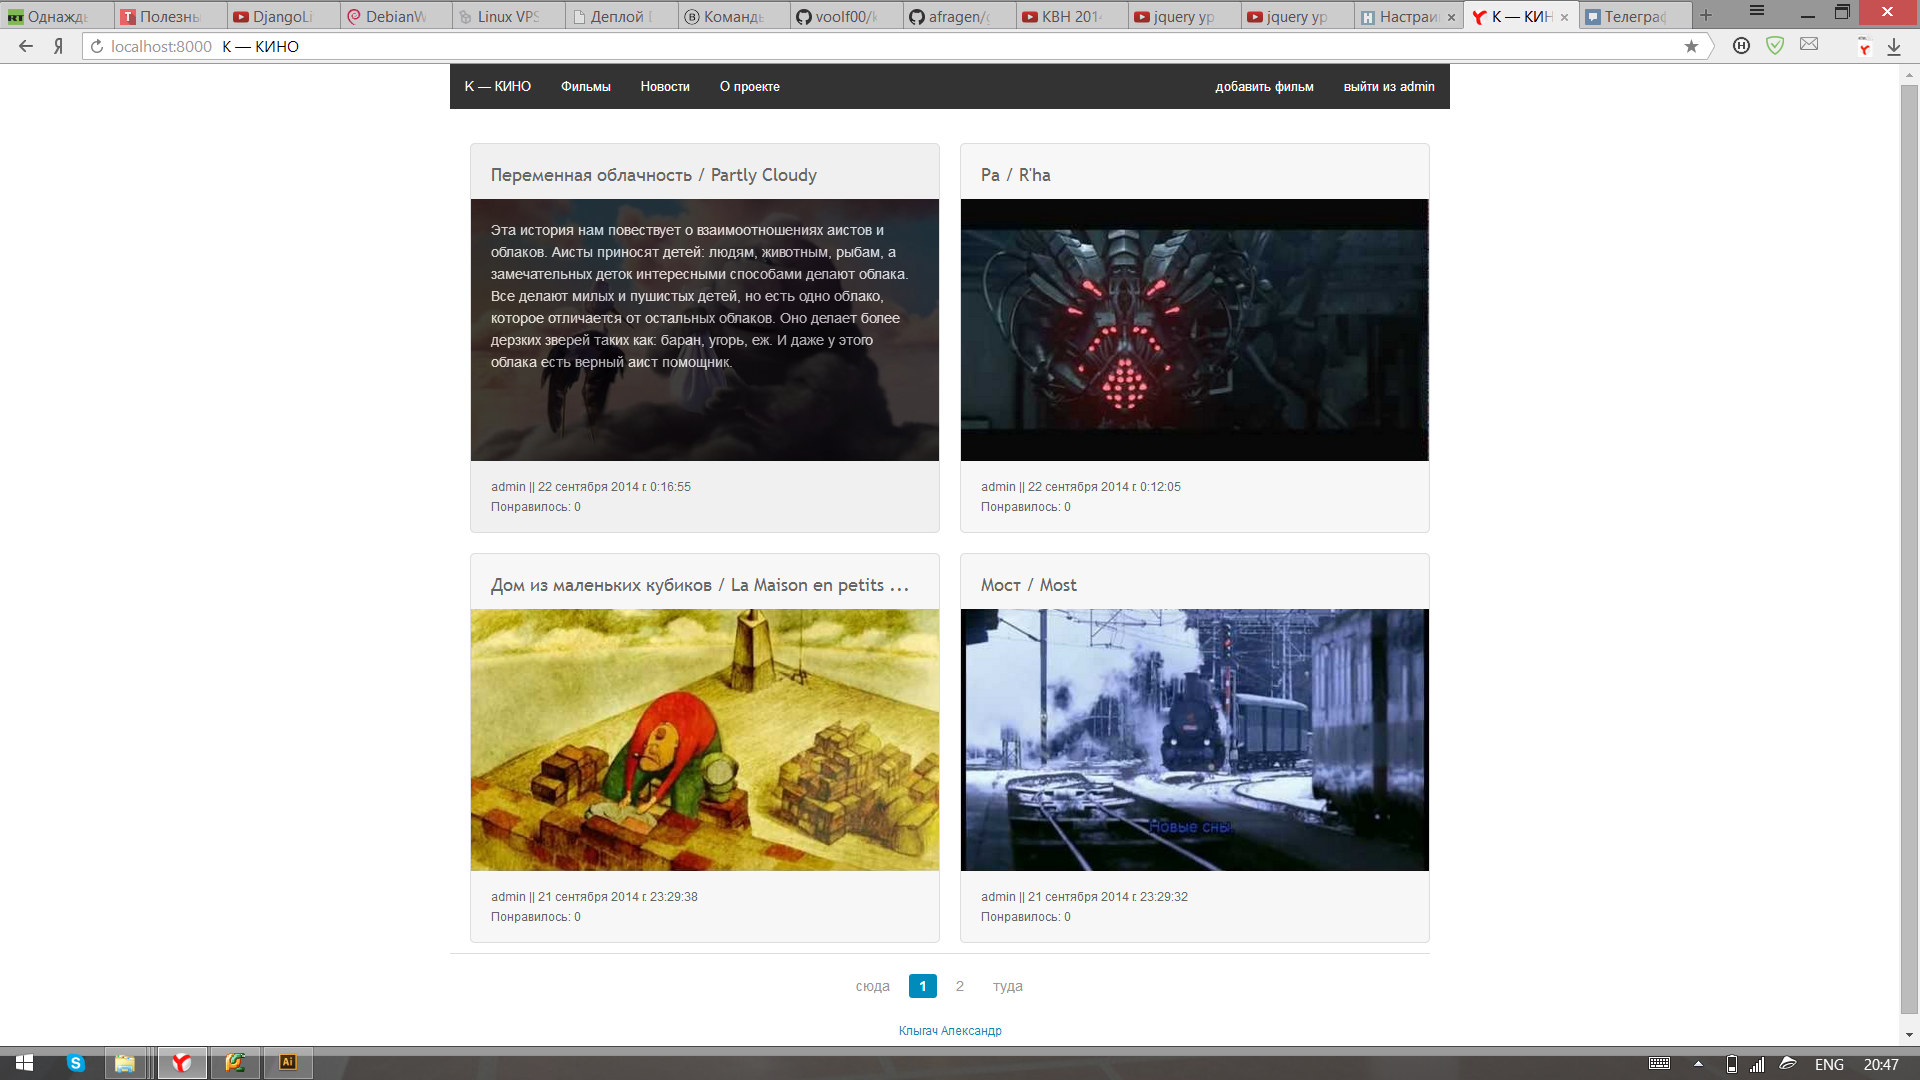 Однажд
Полезны
DjangoLi
DebianW
Linux VPS
Деплой
Команды
voolf00/k
afragen/g
КВН 2014
jquery ур
jquery ур
Настраи
К — КИН
Телеграф
localhost:8000 К — КИНО
К — КИНО
Фильмы
Новости
О проекте
добавить фильм
выйти из admin
Переменная облачность / Partly Cloudy
Эта история нам повествует о взаимоотношениях аистов и
облаков. Аисты приносят детей: людям, животным, рыбам, а
замечательных деток интересными способами делают облака.
Все делают милых и пушистых детей, но есть одно облако,
которое отличается от остальных облаков. Оно делает более
дерзких зверей таких как: баран, угорь, еж. И даже у этого
облака есть верный аист помощник.
admin || 22 сентября 2014 г. 0:16:55
Понравилось: 0
Ра / R'ha
admin || 22 сентября 2014 г. 0:12:05
Понравилось: 0
Дом из маленьких кубиков / La Maison en petits ...
admin || 21 сентября 2014 г. 23:29:38
Понравилось: 0
Мост / Most
Новые сны
admin || 21 сентября 2014 г. 23:29:32
Понравилось: 0
сюда 1 2 туда
Клыгач Александр
Ai
ENG
20:47